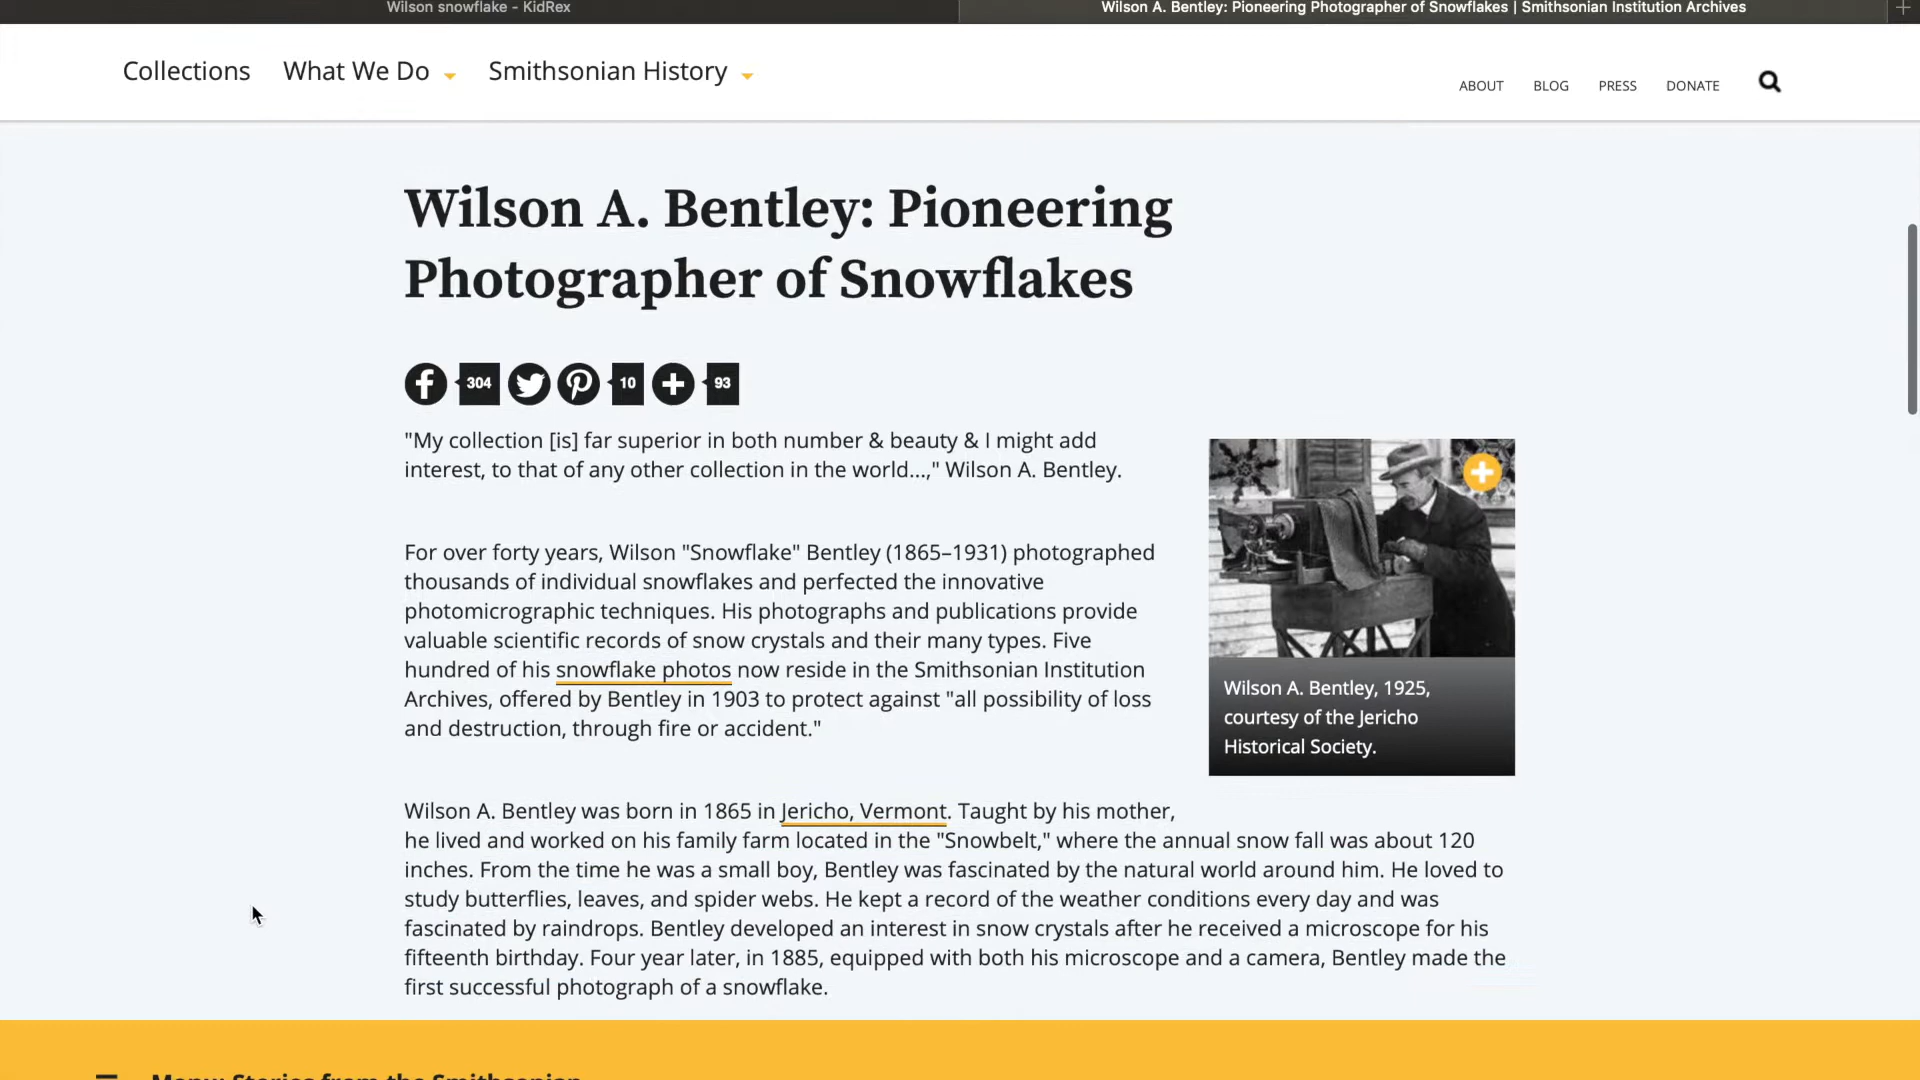 Wilson snowflake - KidRex
Wilson A. Bentley: Pioneering Photographer of Snowflakes | Smithsonian Institution Archives
Collections What We Do Smithsonian History
ABOUT BLOG PRESS DONATE
Wilson A. Bentley: Pioneering
Photographer of Snowflakes
304 10 93
"My collection [is] far superior in both number & beauty & I might add
interest, to that of any other collection in the world...," Wilson A. Bentley.
For over forty years, Wilson "Snowflake" Bentley (1865–1931) photographed
thousands of individual snowflakes and perfected the innovative
photomicrographic techniques. His photographs and publications provide
valuable scientific records of snow crystals and their many types. Five
hundred of his snowflake photos now reside in the Smithsonian Institution
Archives, offered by Bentley in 1903 to protect against "all possibility of loss
and destruction, through fire or accident."
Wilson A. Bentley, 1925,
courtesy of the Jericho
Historical Society.
Wilson A. Bentley was born in 1865 in Jericho, Vermont. Taught by his mother,
he lived and worked on his family farm located in the "Snowbelt," where the annual snow fall was about 120
inches. From the time he was a small boy, Bentley was fascinated by the natural world around him. He loved to
study butterflies, leaves, and spider webs. He kept a record of the weather conditions every day and was
fascinated by raindrops. Bentley developed an interest in snow crystals after he received a microscope for his
fifteenth birthday. Four year later, in 1885, equipped with both his microscope and a camera, Bentley made the
first successful photograph of a snowflake.
Menu: Stories from the Smithsonian